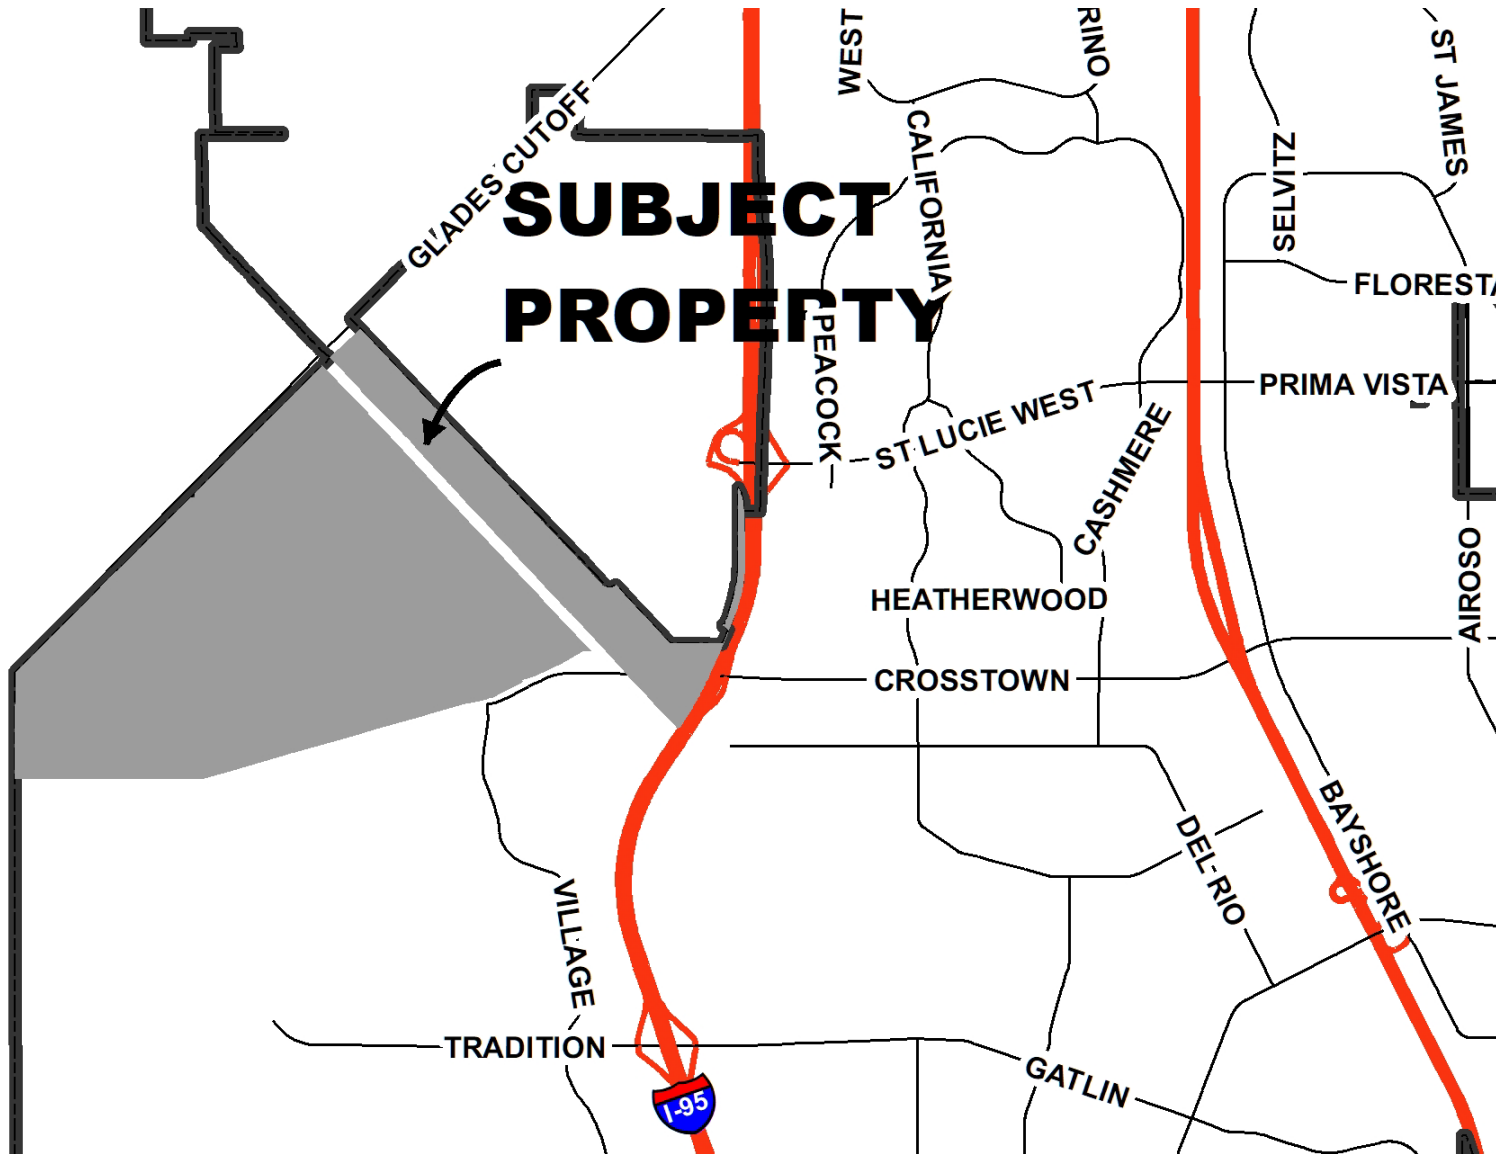 WEST
RINO
ST JAMES
GLADES CUTOFF
CALIFORNIA
SELVITZ
SUBJECT
PROPERTY
FLORESTA
PEACOCK
PRIMA VISTA
ST LUCIE WEST
CASHMERE
AIROSO
HEATHERWOOD
CROSSTOWN
BAYSHORE
DEL RIO
VILLAGE
TRADITION
GATLIN
I-95